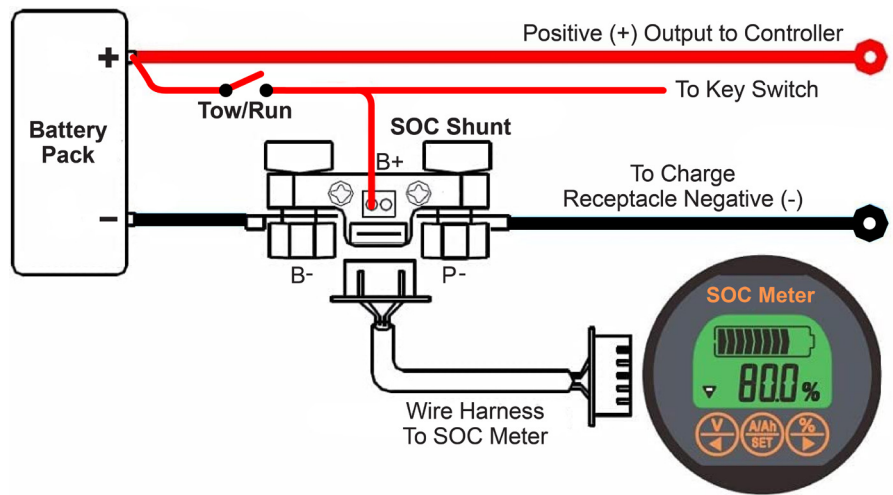 Positive (+) Output to Controller
+
To Key Switch
Tow/Run
Battery
Pack
SOC Shunt
B+
To Charge
Receptacle Negative (-)
−
B-
P-
SOC Meter
80.0%
V
A/Ah
SET
%
Wire Harness
To SOC Meter